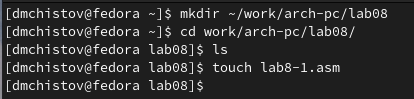 [dmchistov@fedora ~]$ mkdir ~/work/arch-pc/lab08
[dmchistov@fedora ~]$ cd work/arch-pc/lab08/
[dmchistov@fedora lab08]$ ls
[dmchistov@fedora lab08]$ touch lab8-1.asm
[dmchistov@fedora lab08]$